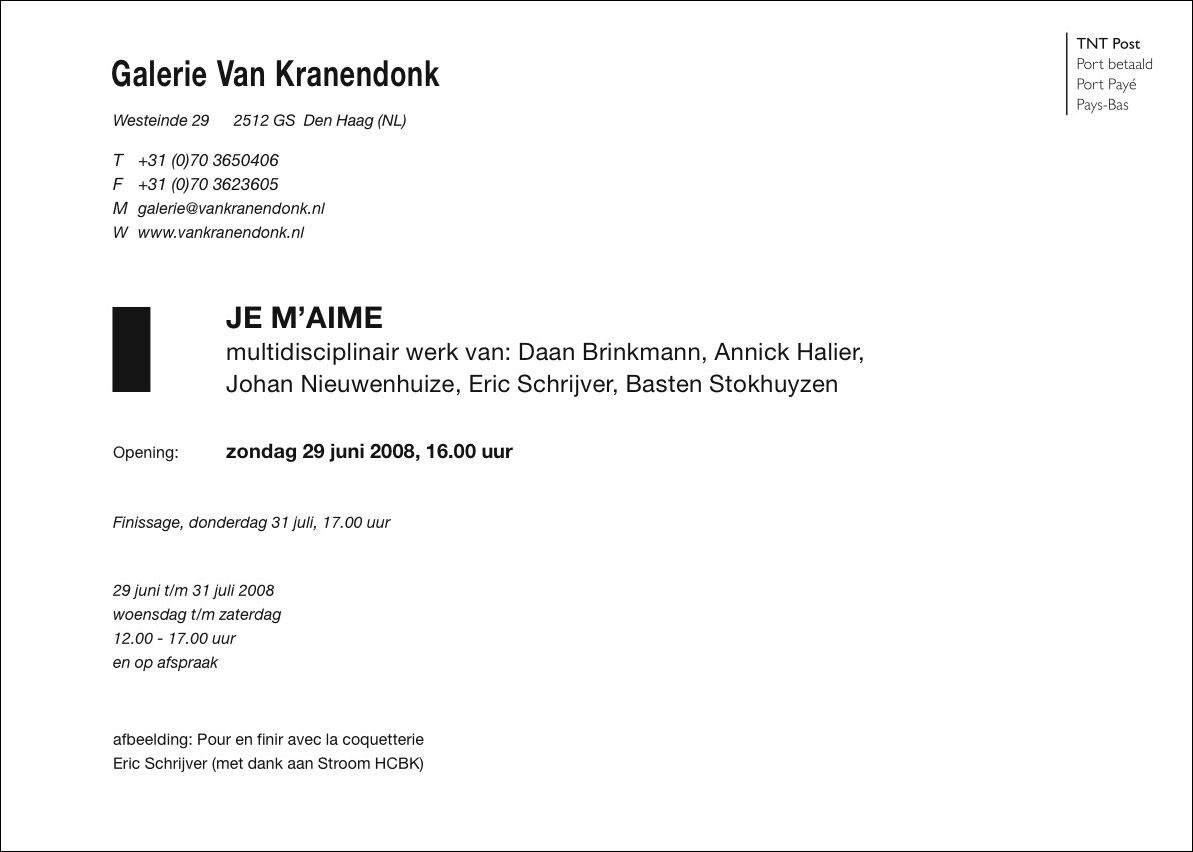 Galerie Van Kranendonk
Westeinde 29 2512 GS Den Haag (NL)
T +31 (0)70 3650406
F +31 (0)70 3623605
M galerie@vankranendonk.nl
W www.vankranendonk.nl
TNT Post
Port betaald
Port Payé
Pays-Bas
JE M’AIME
multidisciplinair werk van: Daan Brinkmann, Annick Halier,
Johan Nieuwenhuize, Eric Schrijver, Basten Stokhuyzen
Opening: zondag 29 juni 2008, 16.00 uur
Finissage, donderdag 31 juli, 17.00 uur
29 juni t/m 31 juli 2008
woensdag t/m zaterdag
12.00 - 17.00 uur
en op afspraak
afbeelding: Pour en finir avec la coquetterie
Eric Schrijver (met dank aan Stroom HCBK)